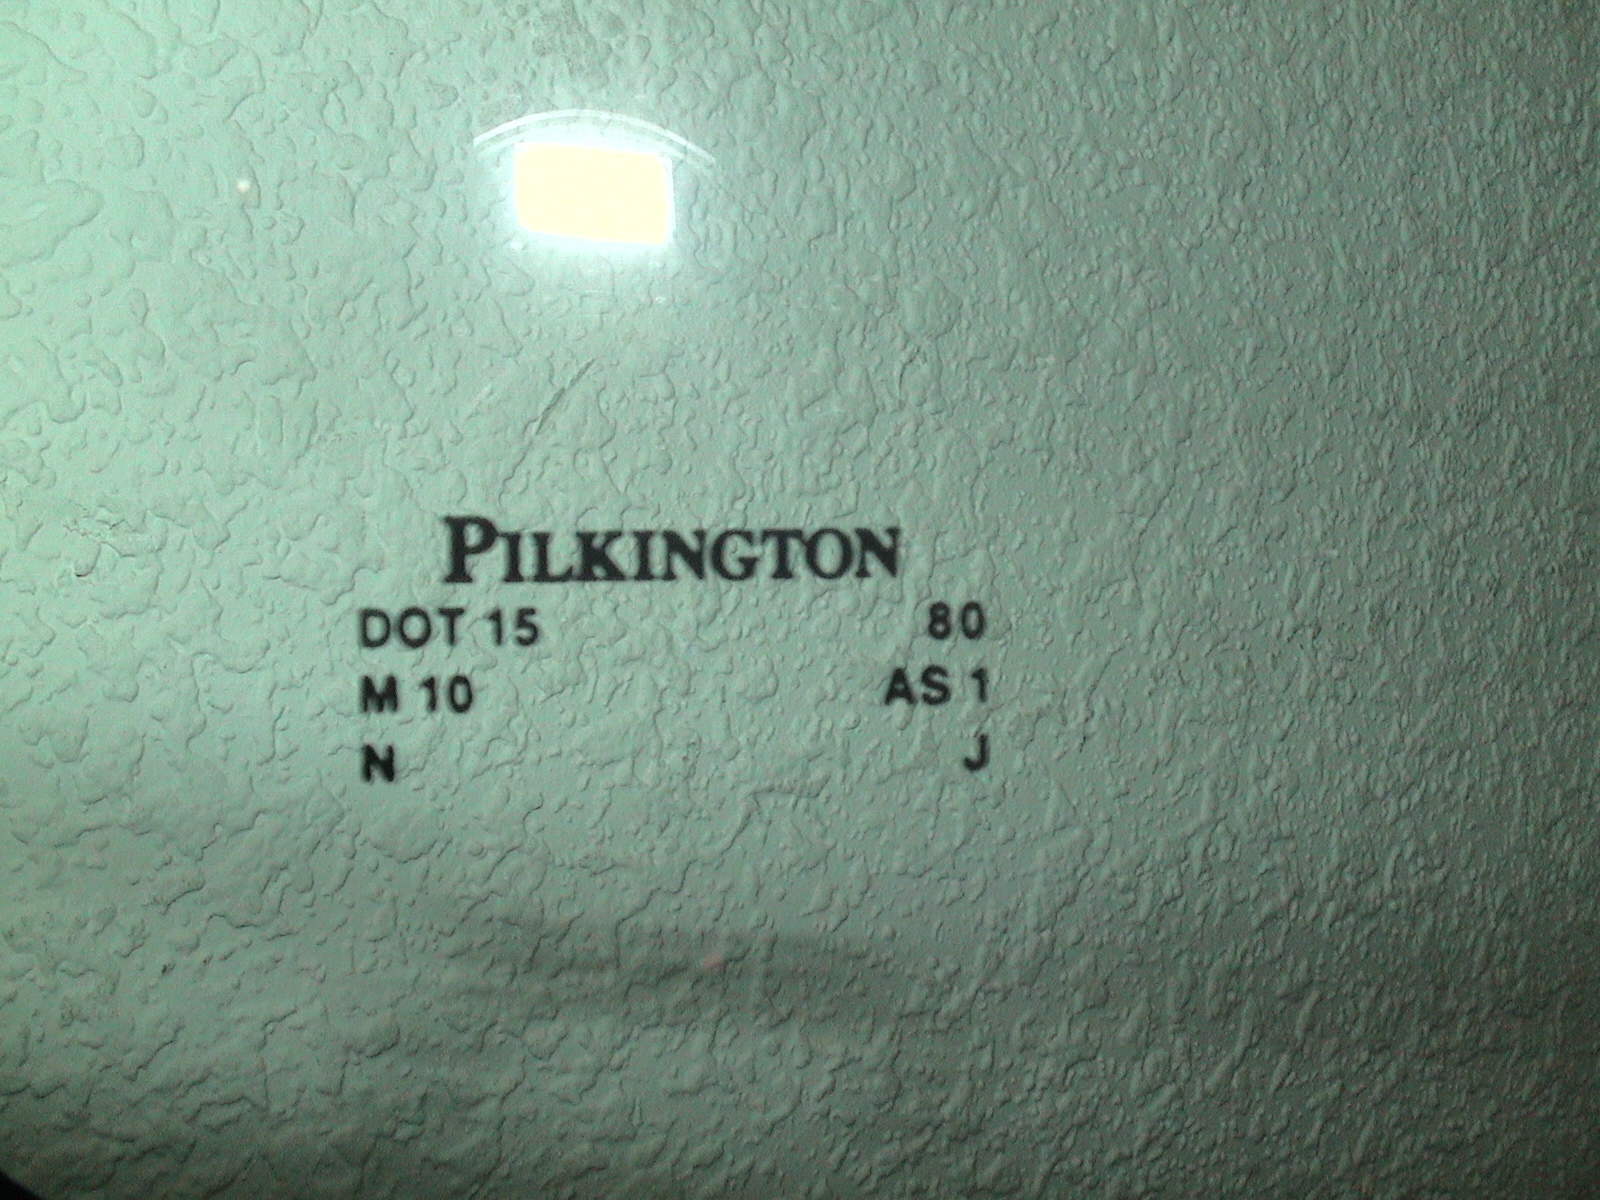 PILKINGTON
DOT 15 80
M 10 AS 1
N J